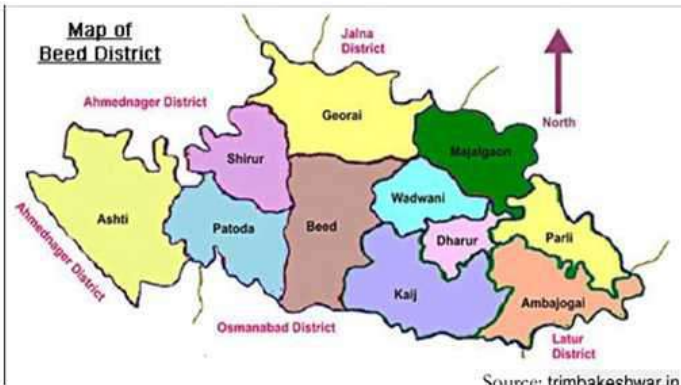 Map of
Beed District
Jalna
District
Georai
Ahmednager District
North
Majalgaon
Shirur
Wadwani
Ashti
Patoda
Beed
Dharur
Parli
Ahmednager District
Kaij
Ambajogai
Osmanabad District
Latur
District
Source: trimbakeshwar.in